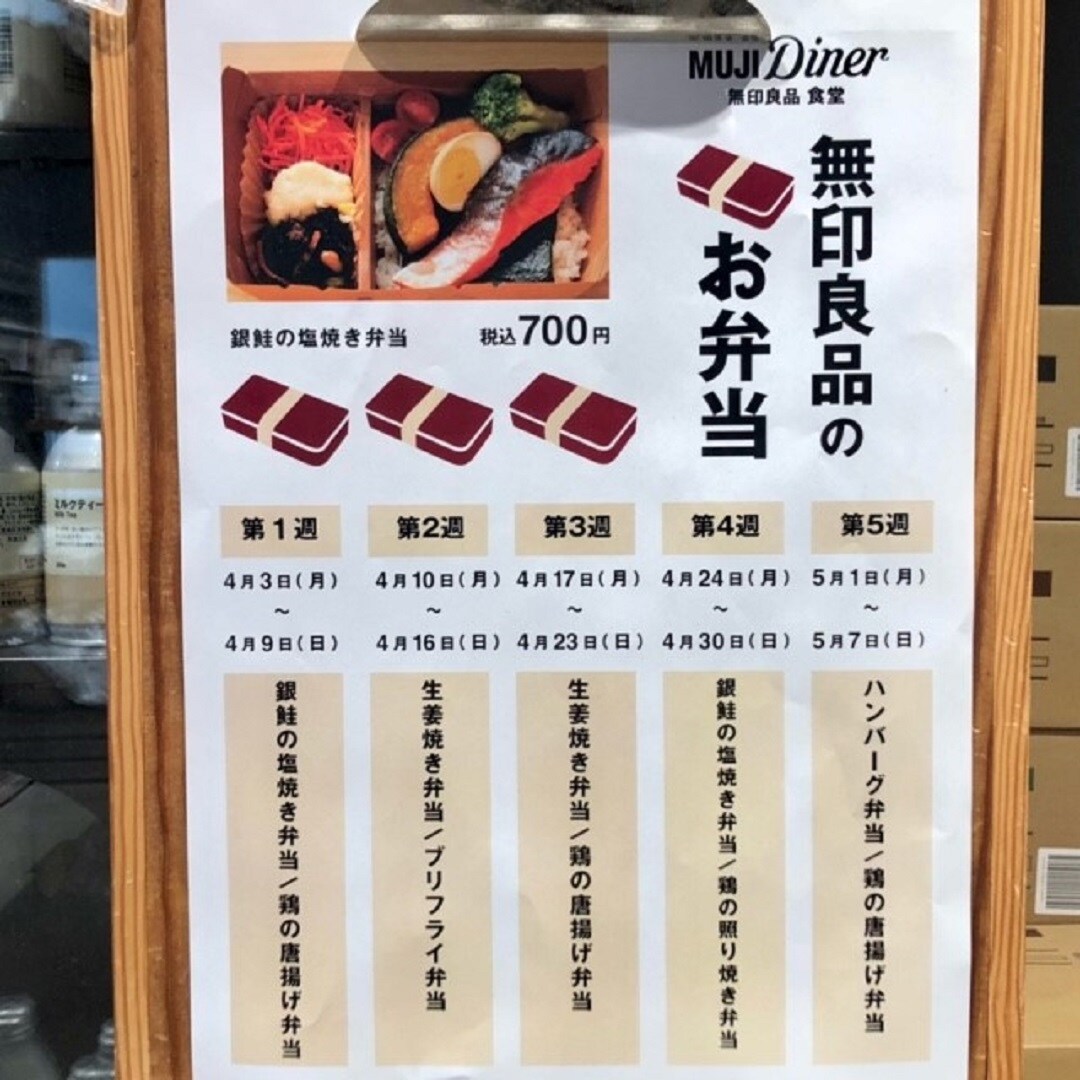 MUJI Diner
無印良品 食堂
無印良品の
お弁当
銀鮭の塩焼き弁当 税込700円
第1週
4月3日(月)
~
4月9日(日)
銀鮭の塩焼き弁当/鶏の唐揚げ弁当
第2週
4月10日(月)
~
4月16日(日)
生姜焼き弁当/ブリフライ弁当
第3週
4月17日(月)
~
4月23日(日)
生姜焼き弁当/鶏の唐揚げ弁当
第4週
4月24日(月)
~
4月30日(日)
銀鮭の塩焼き弁当/鶏の照り焼き弁当
第5週
5月1日(月)
~
5月7日(日)
ハンバーグ弁当/鶏の唐揚げ弁当
ミルクティー